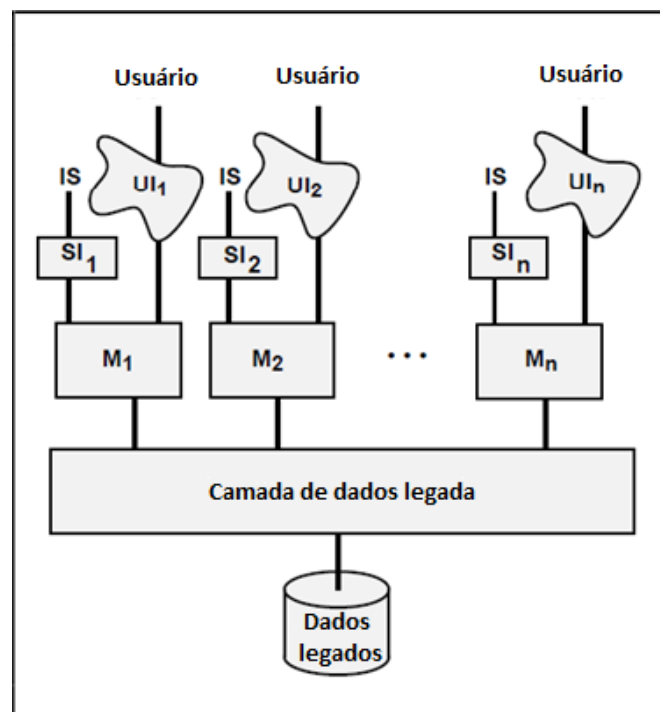 Usuário Usuário Usuário
IS UI1 IS UI2 IS UIn
SI1 SI2 SIn
M1 M2 ... Mn
Camada de dados legada
Dados
legados